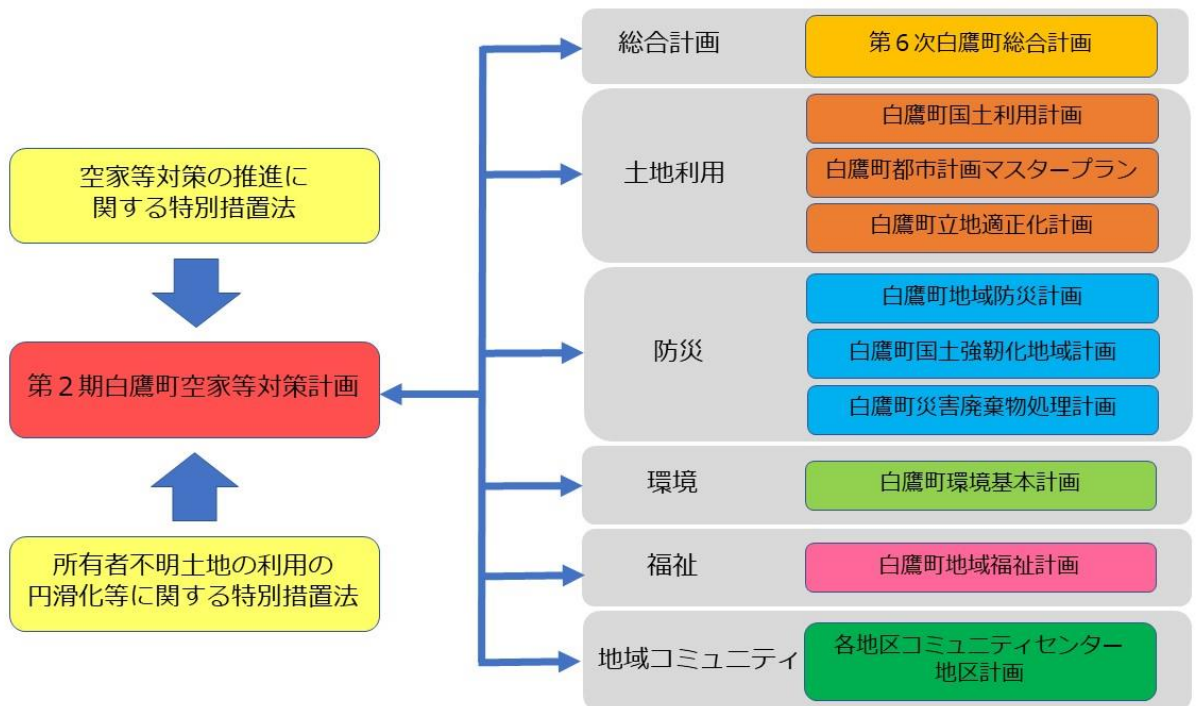 空家等対策の推進に
関する特別措置法
第２期白鷹町空家等対策計画
所有者不明土地の利用の
円滑化等に関する特別措置法
総合計画
第６次白鷹町総合計画
土地利用
白鷹町国土利用計画
白鷹町都市計画マスタープラン
白鷹町立地適正化計画
防災
白鷹町地域防災計画
白鷹町国土強靭化地域計画
白鷹町災害廃棄物処理計画
環境
白鷹町環境基本計画
福祉
白鷹町地域福祉計画
地域コミュニティ
各地区コミュニティセンター
地区計画